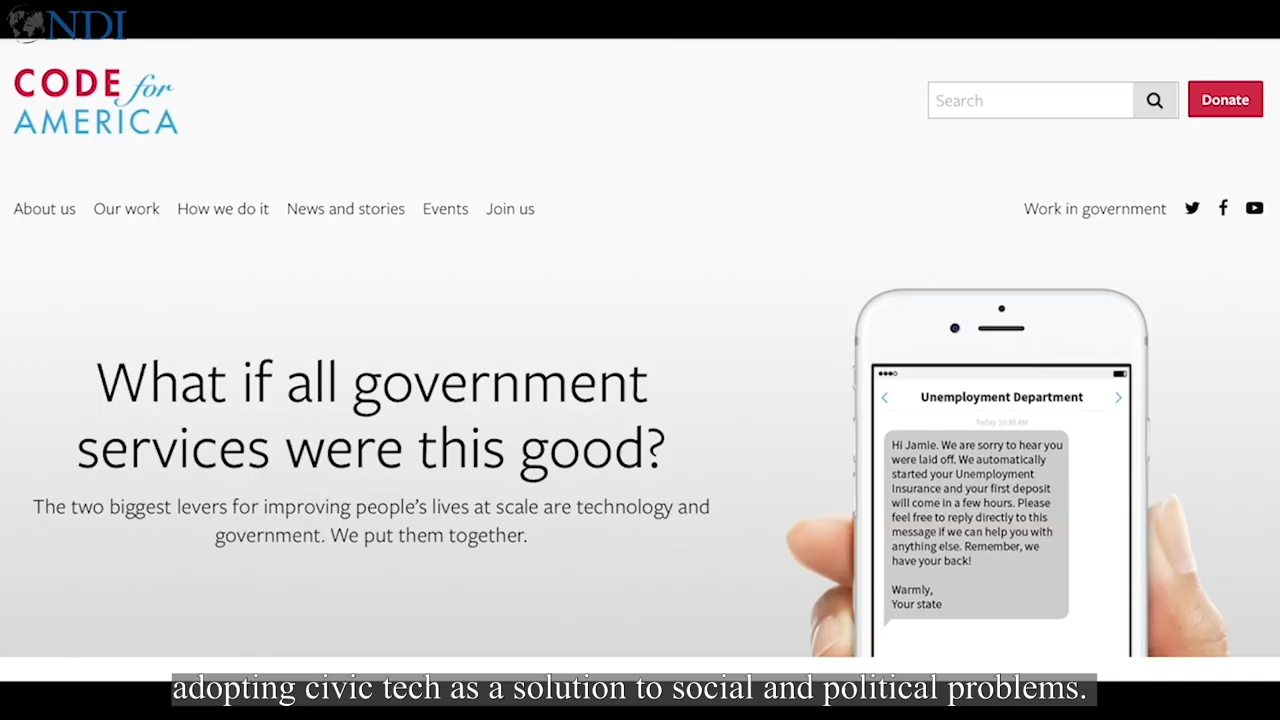 NDI
CODE for
AMERICA
Search
Donate
About us
Our work
How we do it
News and stories
Events
Join us
Work in government
What if all government
services were this good?
The two biggest levers for improving people's lives at scale are technology and
government. We put them together.
Unemployment Department
Today 10:30 AM
Hi Jamie. We are sorry to hear you
were laid off. We automatically
started your Unemployment
Insurance and your first deposit
will come in a few hours. Please
feel free to reply directly to this
message if we can help you with
anything else. Remember, we
have your back!
Warmly,
Your state
adopting civic tech as a solution to social and political problems.